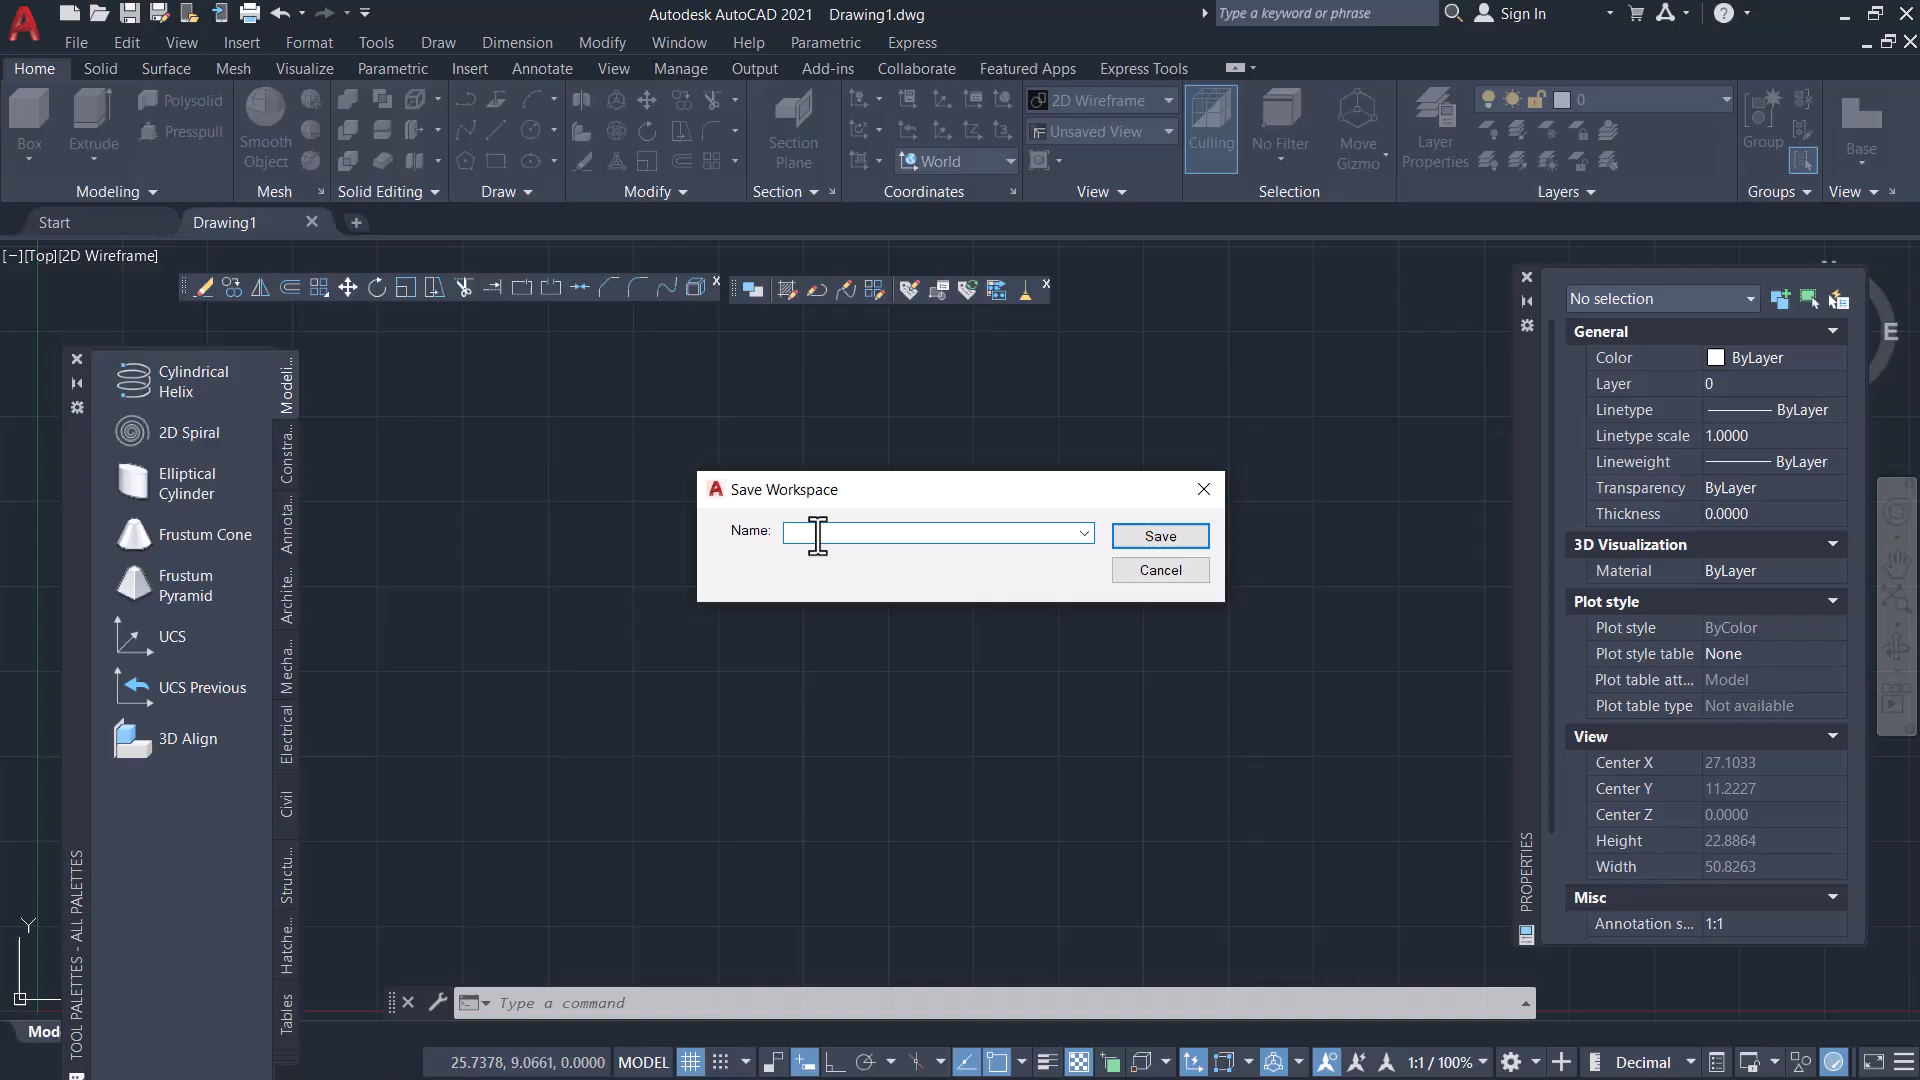 Autodesk AutoCAD 2021 Drawing1.dwg
Type a keyword or phrase
Sign In
File Edit View Insert Format Tools Draw Dimension Modify Window Help Parametric Express
Home Solid Surface Mesh Visualize Parametric Insert Annotate View Manage Output Add-ins Collaborate Featured Apps Express Tools
Box
Extrude
Polysolid
Presspull
Smooth
Object
Section
Plane
World
2D Wireframe
Unsaved View
Culling
No Filter
Move
Gizmo
Layer
Properties
0
Group
Base
Modeling Mesh Solid Editing Draw Modify Section Coordinates View Selection Layers Groups View
Start
Drawing1
[−][Top][2D Wireframe]
Cylindrical
Helix
2D Spiral
Elliptical
Cylinder
Frustum Cone
Frustum
Pyramid
UCS
UCS Previous
3D Align
Modeli...
Constra...
Annota...
Archite...
Mecha...
Electrical
Civil
Structu...
Hatche...
Tables
TOOL PALETTES - ALL PALETTES
Save Workspace
Name:
Save
Cancel
E
No selection
General
Color ByLayer
Layer 0
Linetype ByLayer
Linetype scale 1.0000
Lineweight ByLayer
Transparency ByLayer
Thickness 0.0000
3D Visualization
Material ByLayer
Plot style
Plot style ByColor
Plot style table None
Plot table att... Model
Plot table type Not available
View
Center X 27.1033
Center Y 11.2227
Center Z 0.0000
Height 22.8864
Width 50.8263
Misc
Annotation s... 1:1
PROPERTIES
Y
Type a command
Mod
25.7378, 9.0661, 0.0000 MODEL 1:1 / 100% Decimal